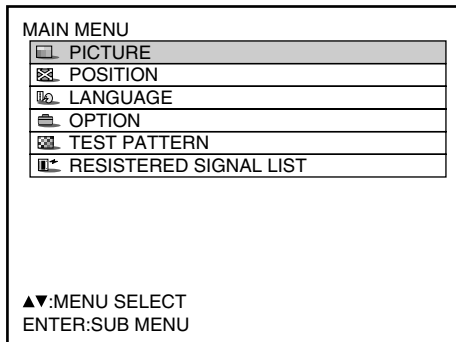 MAIN MENU
PICTURE
POSITION
LANGUAGE
OPTION
TEST PATTERN
RESISTERED SIGNAL LIST
▲▼:MENU SELECT
ENTER:SUB MENU